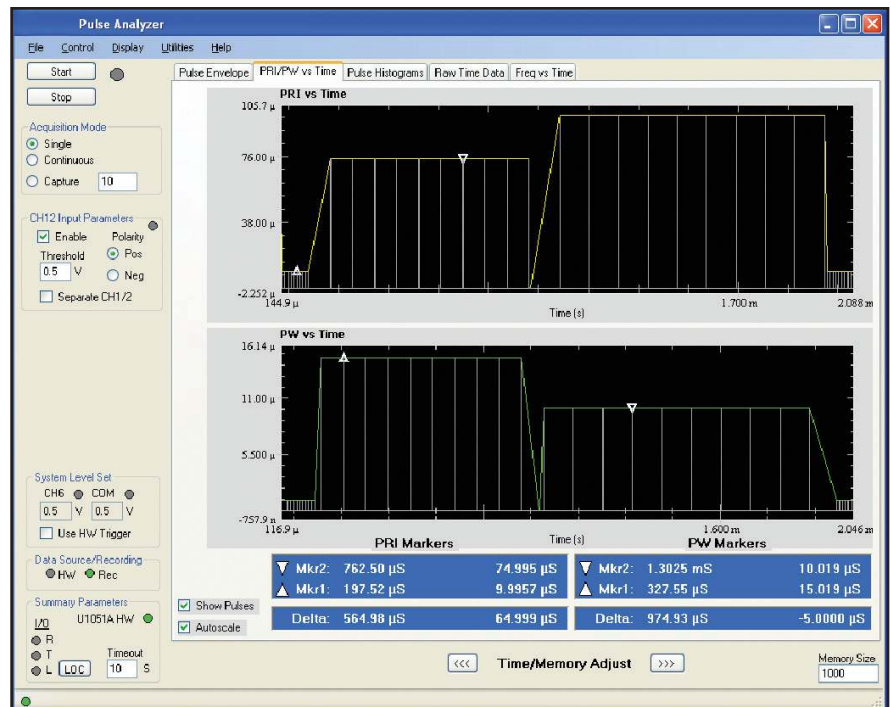 Pulse Analyzer
File Control Display Utilities Help
Start
Stop
Acquisition Mode
Single
Continuous
Capture 10
CH12 Input Parameters
Enable Polarity
Threshold Pos
0.5 V Neg
Separate CH1/2
System Level Set
CH6 COM
0.5 V 0.5 V
Use HW Trigger
Data Source/Recording
HW Rec
Summary Parameters
I/O U1051A HW
R
T Timeout
L LOC 10 S
Pulse Envelope PRI/PW vs Time Pulse Histograms Raw Time Data Freq vs Time
PRI vs Time
105.7 µ
76.00 µ
38.00 µ
-2.252 µ
144.9 µ 1.700 m 2.088 m
Time (s)
PW vs Time
16.14 µ
11.00 µ
5.500 µ
-757.9 n
116.9 µ 1.600 m 2.046 m
Time (s)
PRI Markers PW Markers
Mkr2: 762.50 µS 74.995 µS
Mkr1: 197.52 µS 9.9957 µS
Delta: 564.98 µS 64.999 µS
Mkr2: 1.3025 mS 10.019 µS
Mkr1: 327.55 µS 15.019 µS
Delta: 974.93 µS -5.0000 µS
Show Pulses
Autoscale
<<< Time/Memory Adjust >>>
Memory Size
1000